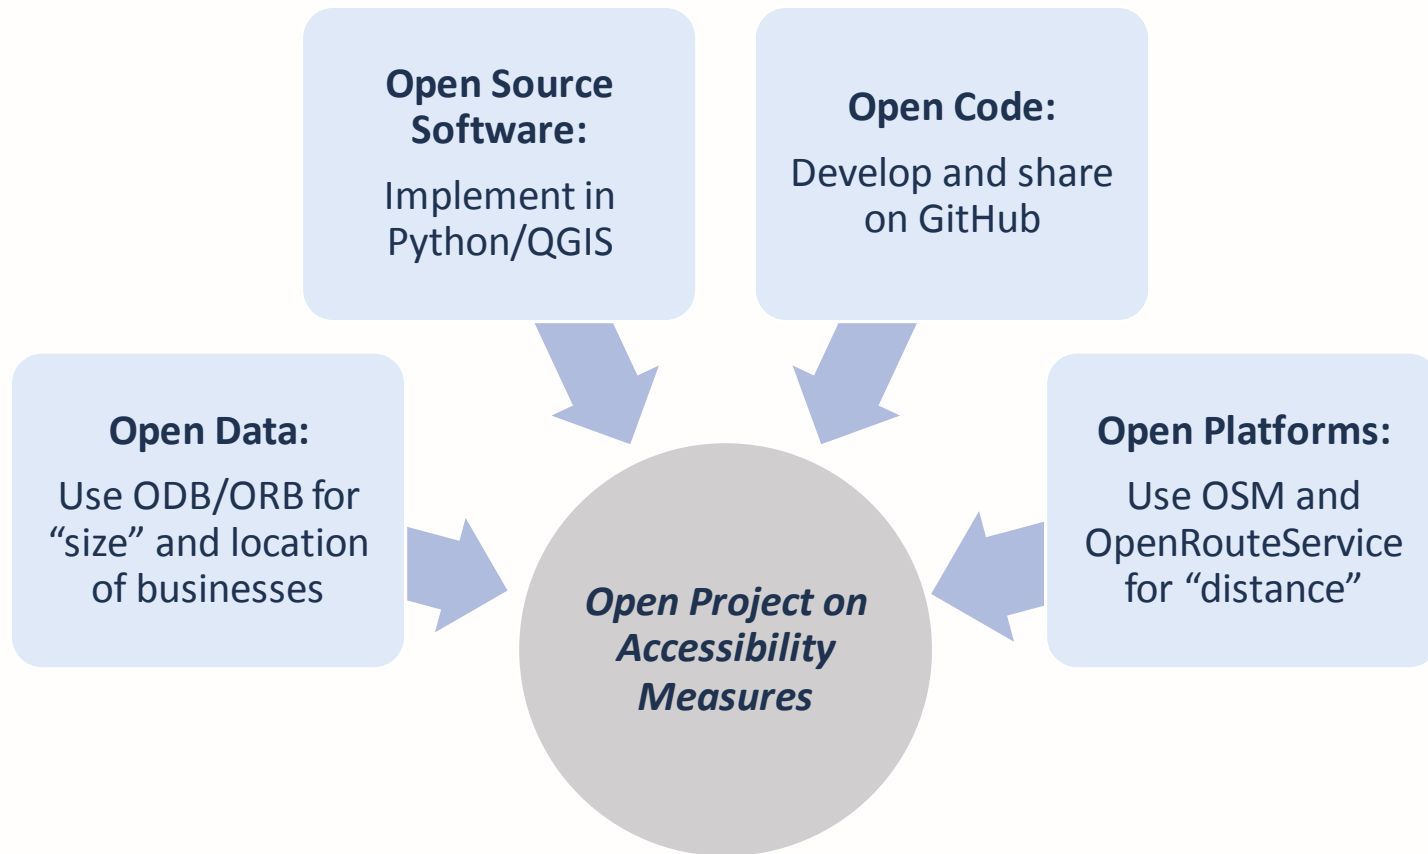 Open Source
Software:
Implement in
Python/QGIS
Open Code:
Develop and share
on GitHub
Open Data:
Use ODB/ORB for
“size” and location
of businesses
Open Platforms:
Use OSM and
OpenRouteService
for “distance”
Open Project on
Accessibility
Measures